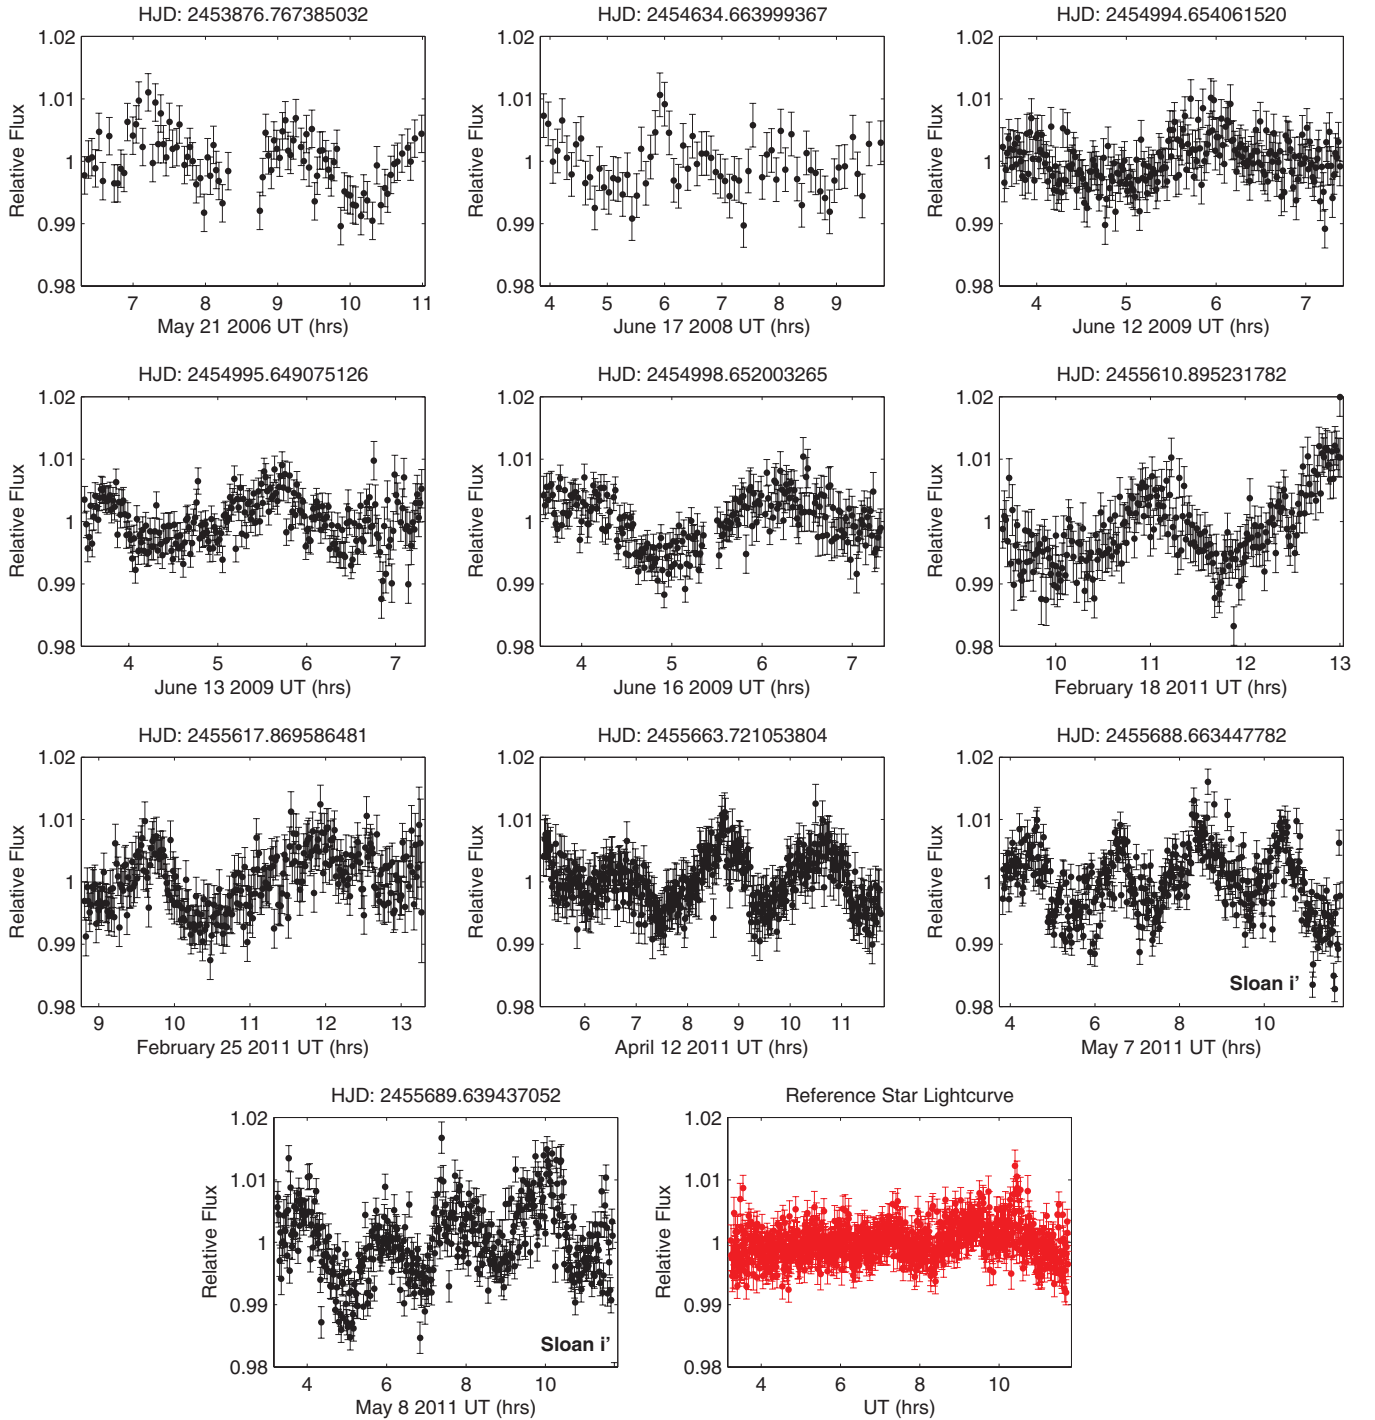 HJD: 2453876.767385032
HJD: 2454634.663999367
HJD: 2454994.654061520
1.02
1.01
1
0.99
0.98
Relative Flux
7 8 9 10 11
May 21 2006 UT (hrs)
1.02
1.01
1
0.99
0.98
Relative Flux
4 5 6 7 8 9
June 17 2008 UT (hrs)
1.02
1.01
1
0.99
0.98
Relative Flux
4 5 6 7
June 12 2009 UT (hrs)
HJD: 2454995.649075126
HJD: 2454998.652003265
HJD: 2455610.895231782
1.02
1.01
1
0.99
0.98
Relative Flux
4 5 6 7
June 13 2009 UT (hrs)
1.02
1.01
1
0.99
0.98
Relative Flux
4 5 6 7
June 16 2009 UT (hrs)
1.02
1.01
1
0.99
0.98
Relative Flux
10 11 12 13
February 18 2011 UT (hrs)
HJD: 2455617.869586481
HJD: 2455663.721053804
HJD: 2455688.663447782
1.02
1.01
1
0.99
0.98
Relative Flux
9 10 11 12 13
February 25 2011 UT (hrs)
1.02
1.01
1
0.99
0.98
Relative Flux
6 7 8 9 10 11
April 12 2011 UT (hrs)
1.02
1.01
1
0.99
0.98
Relative Flux
Sloan i'
4 6 8 10
May 7 2011 UT (hrs)
HJD: 2455689.639437052
Reference Star Lightcurve
1.02
1.01
1
0.99
0.98
Relative Flux
Sloan i'
4 6 8 10
May 8 2011 UT (hrs)
1.02
1.01
1
0.99
0.98
Relative Flux
4 6 8 10
UT (hrs)